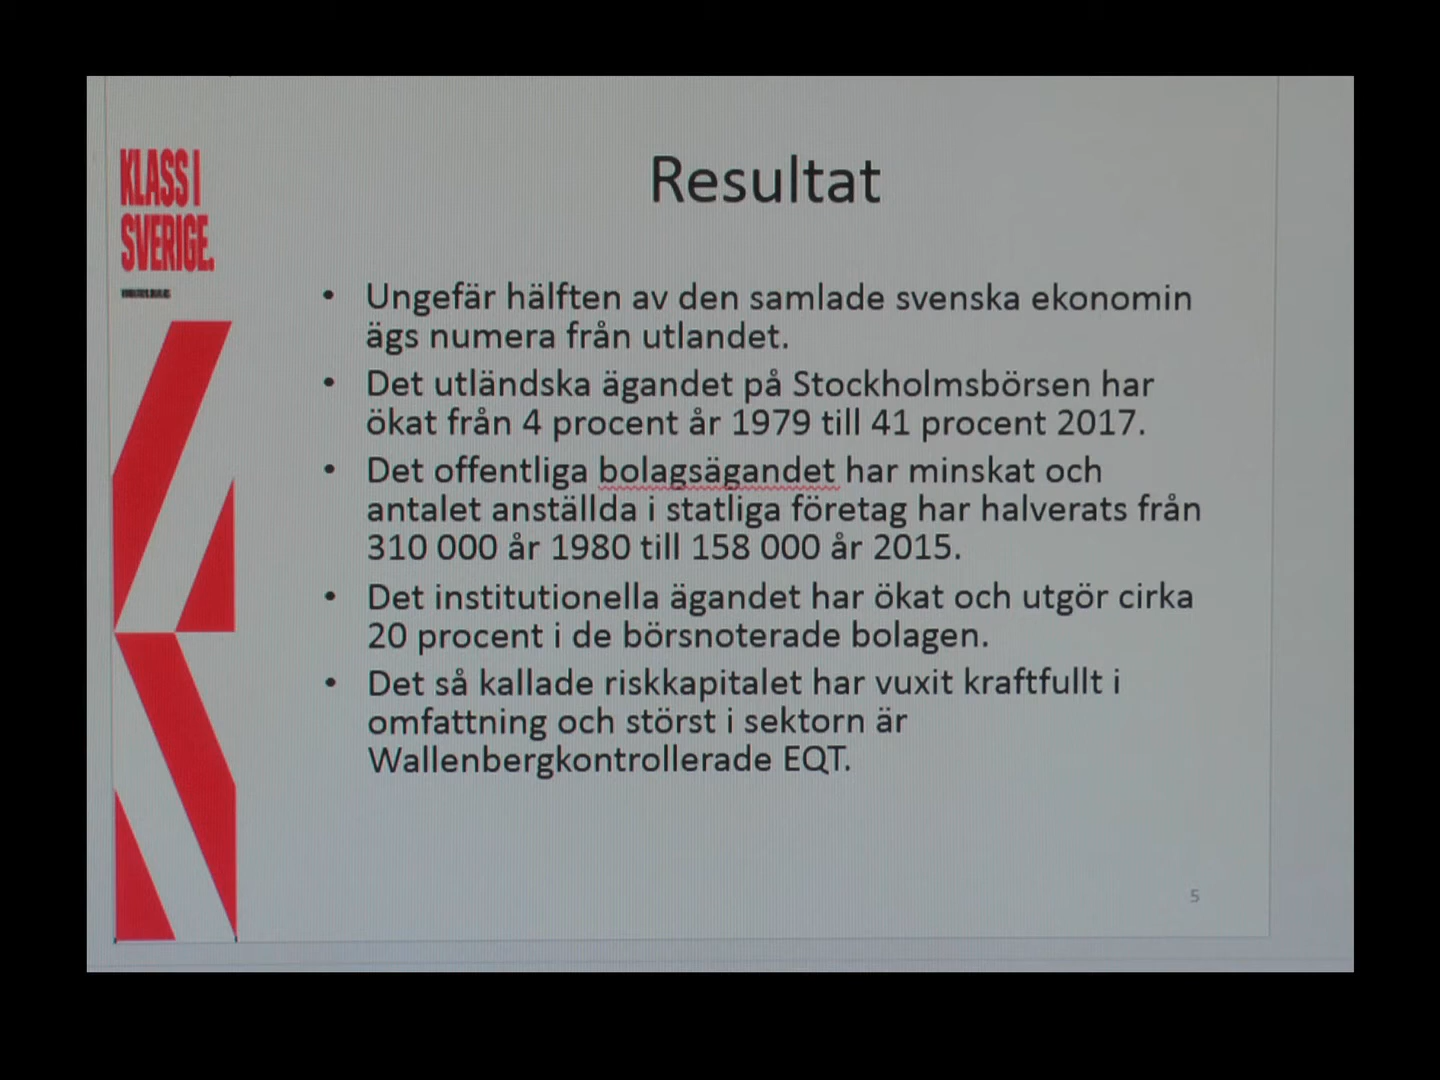 KLASS I
SVERIGE.
Resultat
• Ungefär hälften av den samlade svenska ekonomin
ägs numera från utlandet.
• Det utländska ägandet på Stockholmsbörsen har
ökat från 4 procent år 1979 till 41 procent 2017.
• Det offentliga bolagsägandet har minskat och
antalet anställda i statliga företag har halverats från
310 000 år 1980 till 158 000 år 2015.
• Det institutionella ägandet har ökat och utgör cirka
20 procent i de börsnoterade bolagen.
• Det så kallade riskkapitalet har vuxit kraftfullt i
omfattning och störst i sektorn är
Wallenbergkontrollerade EQT.
5